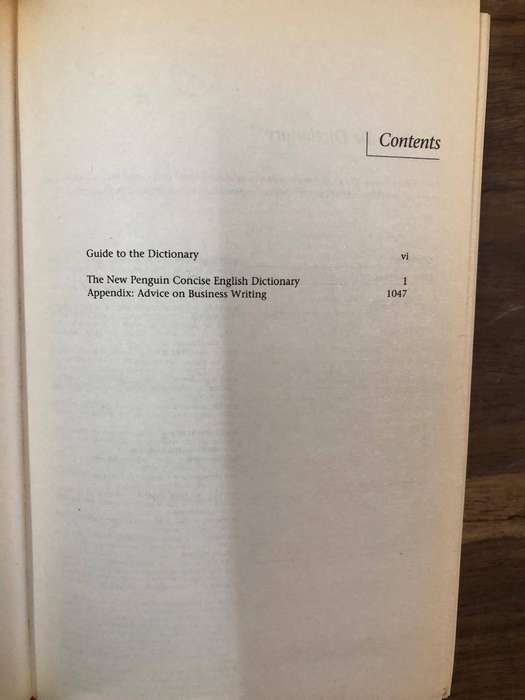 Contents
Guide to the Dictionary vi
The New Penguin Concise English Dictionary 1
Appendix: Advice on Business Writing 1047